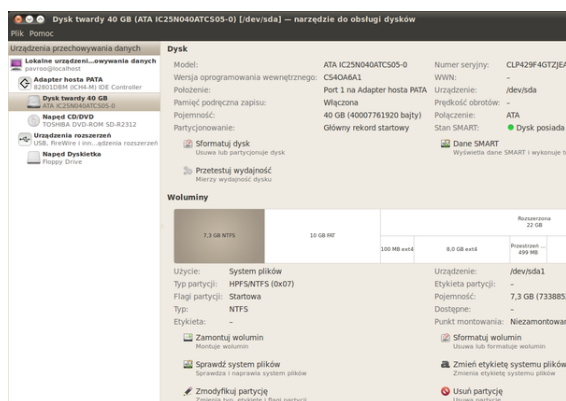 Dysk twardy 40 GB (ATA IC25N040ATCS05-0) [/dev/sda] — narzędzie do obsługi dysków
Plik Pomoc
Urządzenia przechowywania danych
Lokalne urządzeni...owywania danych
pavroo@localhost
Adapter hosta PATA
82801DBM (ICH4-M) IDE Controller
Dysk twardy 40 GB
ATA IC25N040ATCS05-0
Napęd CD/DVD
TOSHIBA DVD-ROM SD-R2312
Urządzenia rozszerzeń
USB, FireWire i inn...ądzenia rozszerzeń
Napęd Dyskietka
Floppy Drive
Dysk
Model: ATA IC25N040ATCS05-0 Numer seryjny: CLP429F4GTZJEA
Wersja oprogramowania wewnętrznego: CS4OA6A1 WWN: –
Położenie: Port 1 na Adapter hosta PATA Urządzenie: /dev/sda
Pamięć podręczna zapisu: Włączona Prędkość obrotów: –
Pojemność: 40 GB (40007761920 bajty) Połączenie: ATA
Partycjonowanie: Główny rekord startowy Stan SMART: Dysk posiada
Sformatuj dysk Dane SMART
Usuwa lub partycjonuje dysk Wyświetla dane SMART i wykonuje
Przetestuj wydajność
Mierzy wydajność dysku
Woluminy
Rozszerzona
22 GB
7,3 GB NTFS 10 GB FAT
100 MB ext4 8,0 GB ext4 Przestrzeń ...
499 MB
Użycie: System plików Urządzenie: /dev/sda1
Typ partycji: HPFS/NTFS (0x07) Etykieta partycji: –
Flagi partycji: Startowa Pojemność: 7,3 GB (733885
Typ: NTFS Dostępne: –
Etykieta: – Punkt montowania: Niezamontowan
Zamontuj wolumin Sformatuj wolumin
Montuje wolumin Usuwa lub formatuje wolumin
Sprawdź system plików Zmień etykietę systemu plików
Sprawdza i naprawia system plików Zmienia etykietę systemu plików
Zmodyfikuj partycję Usuń partycję
Zmienia typ, etykietę i flagi partycji Usuwa partycję